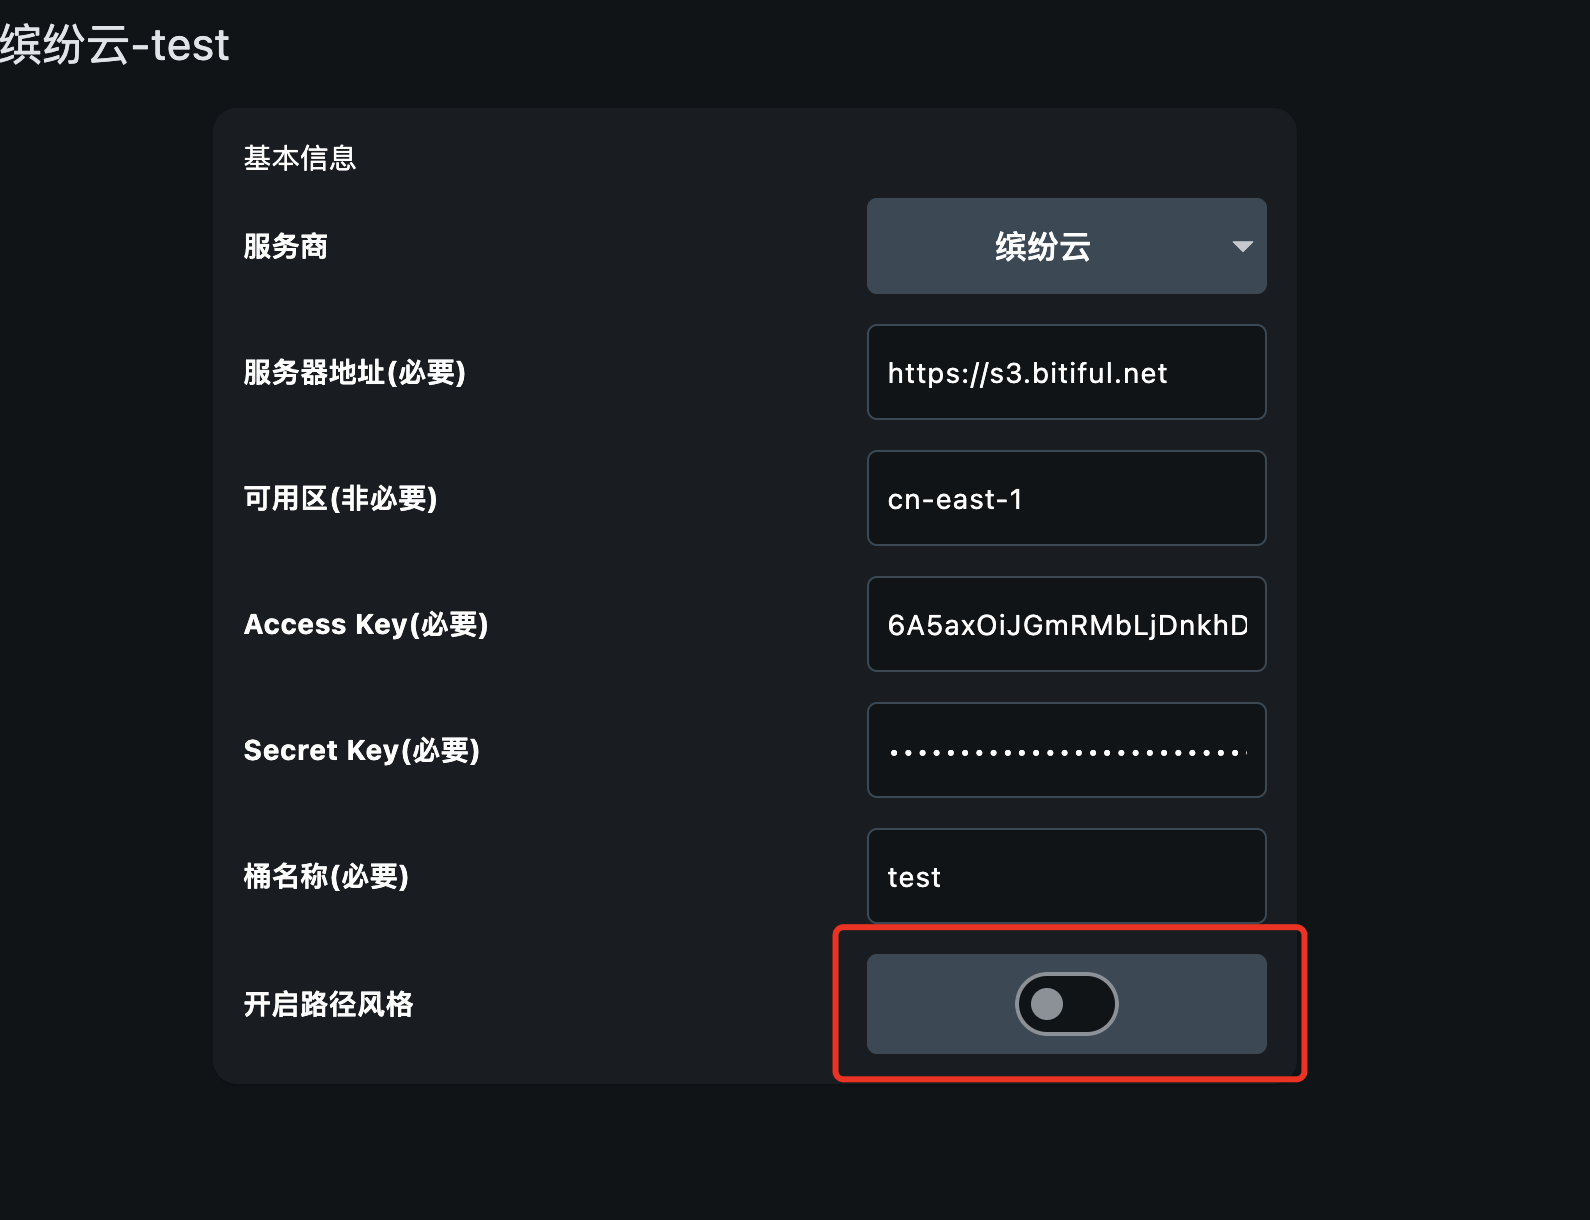 缤纷云-test
基本信息
服务商
缤纷云
服务器地址(必要)
https://s3.bitiful.net
可用区(非必要)
cn-east-1
Access Key(必要)
6A5axOiJGmRMbLjDnkhD
Secret Key(必要)
桶名称(必要)
test
开启路径风格